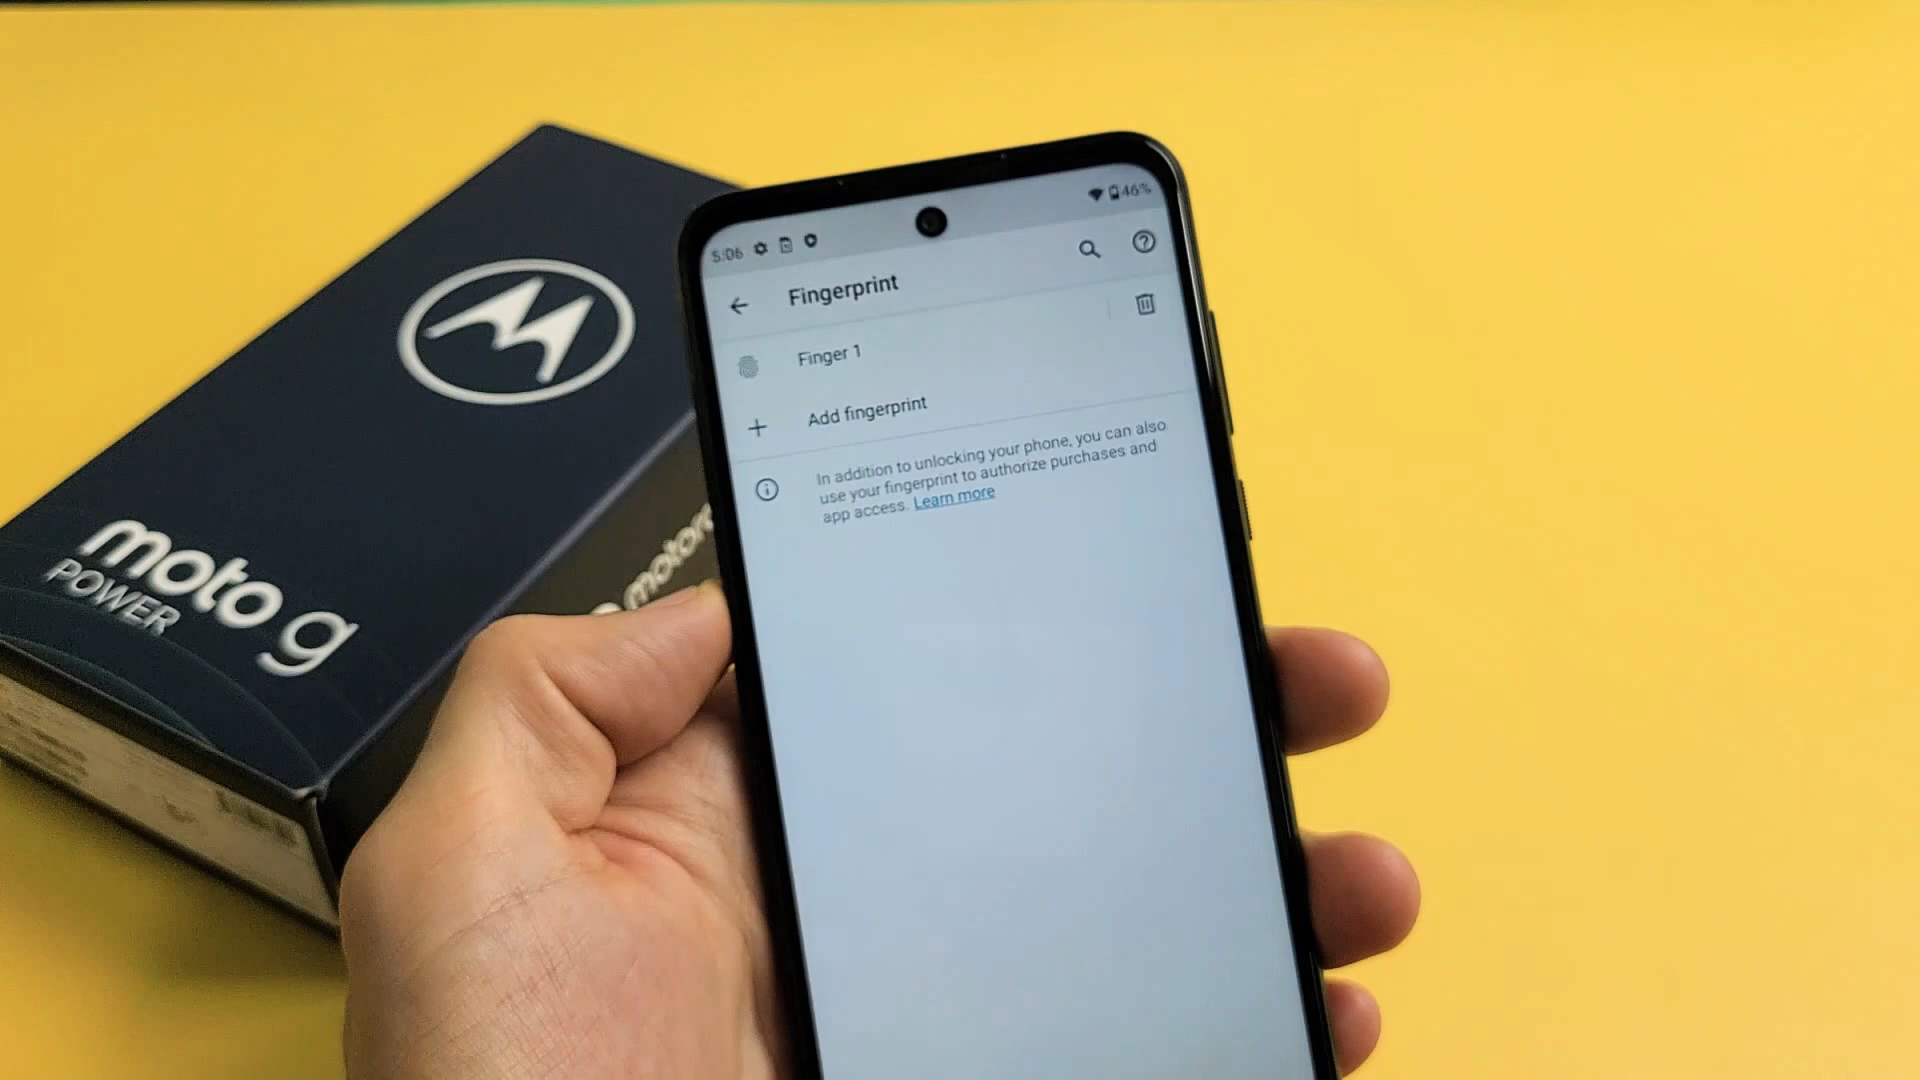 5:06
46%
Fingerprint
Finger 1
Add fingerprint
In addition to unlocking your phone, you can also
use your fingerprint to authorize purchases and
app access. Learn more
moto g
POWER